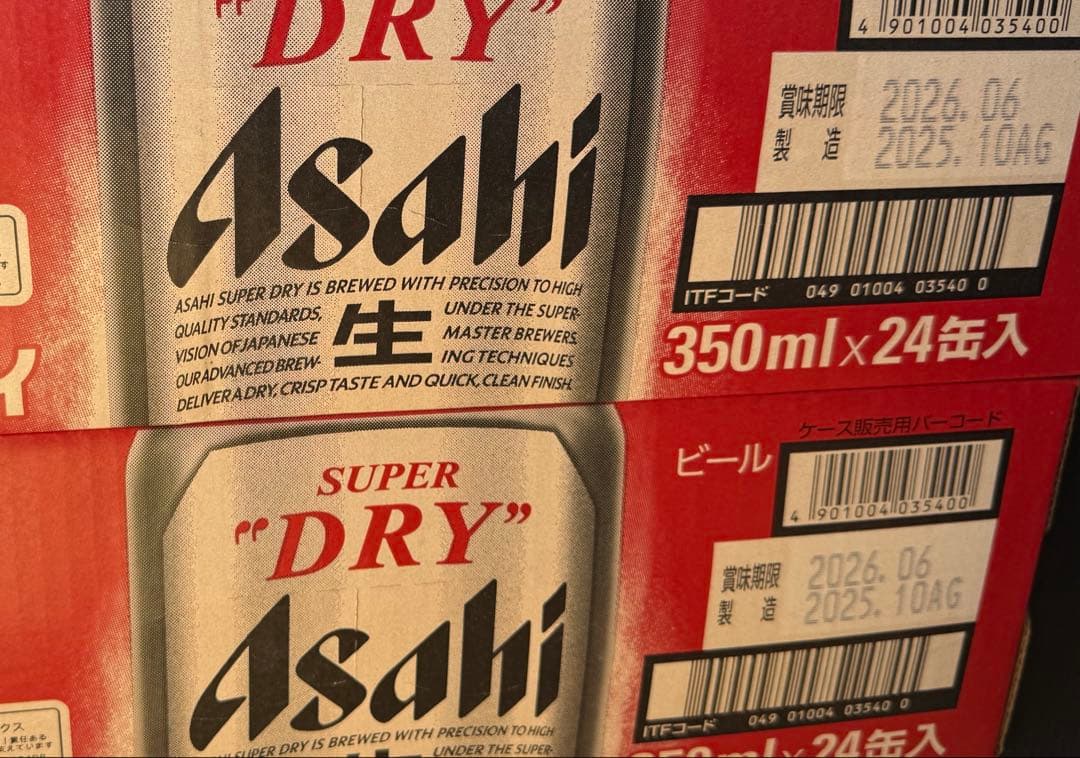 "DRY"
Asahi
ASAHI SUPER DRY IS BREWED WITH PRECISION TO HIGH
QUALITY STANDARDS, UNDER THE SUPER-
VISION OF JAPANESE 生 MASTER BREWERS.
OUR ADVANCED BREW- ING TECHNIQUES
DELIVER A DRY, CRISP TASTE AND QUICK, CLEAN FINISH.
4 901004 035400
賞味期限 2026.06
製造 2025.10AG
ITFコード 049 01004 03540 0
350ml×24缶入
SUPER
"DRY"
Asahi
SUPER DRY IS BREWED WITH PRECISION TO HIGH
UNDER THE SUPER-
ビール
ケース販売用バーコード
4 901004 035400
賞味期限 2026.06
製造 2025.10AG
ITFコード 049 01004 03540 0
350ml×24缶入